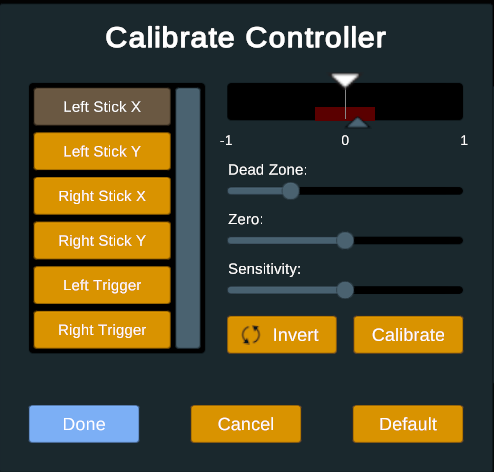 Calibrate Controller
Left Stick X
Left Stick Y
Right Stick X
Right Stick Y
Left Trigger
Right Trigger
-1 0 1
Dead Zone:
Zero:
Sensitivity:
Invert Calibrate
Done Cancel Default